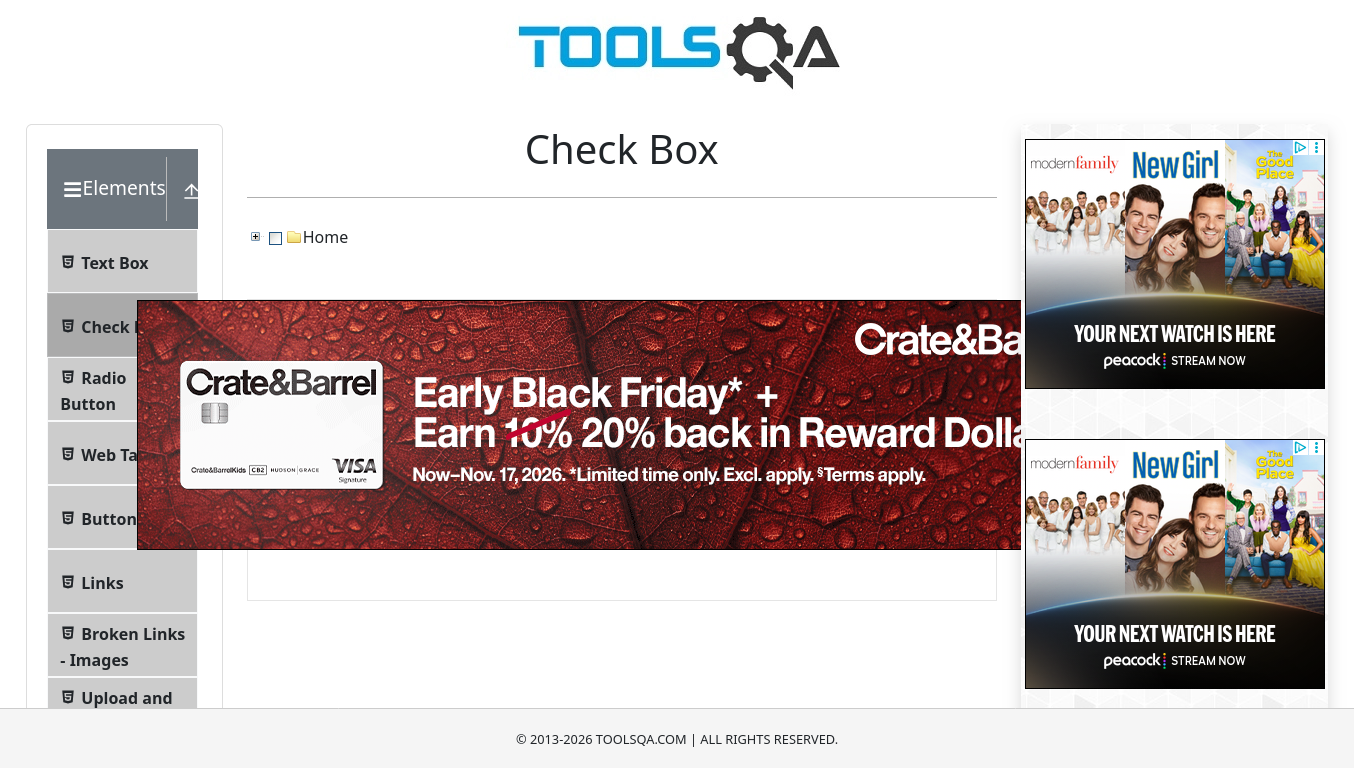 TOOLSQA
Check Box
Elements
Text Box
Check
Radio
Button
Web Ta
Button
Links
Broken Links
- Images
Upload and
Home
Crate&Ba
Crate&Barrel
Crate&BarrelKids CB2 HUDSON GRACE
VISA
Signature
Early Black Friday* +
Earn 10% 20% back in Reward Dolla
Now–Nov. 17, 2026. *Limited time only. Excl. apply. §Terms apply.
modern family
New Girl
The Good Place
YOUR NEXT WATCH IS HERE
peacock STREAM NOW
modern family
New Girl
The Good Place
YOUR NEXT WATCH IS HERE
peacock STREAM NOW
© 2013-2026 TOOLSQA.COM | ALL RIGHTS RESERVED.